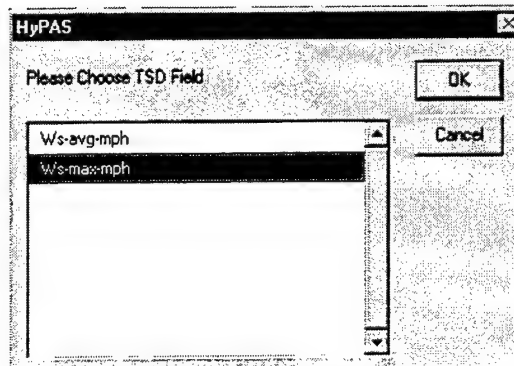 HyPAS
Please Choose TSD Field
OK
Cancel
Ws-avg-mph
Ws-max-mph